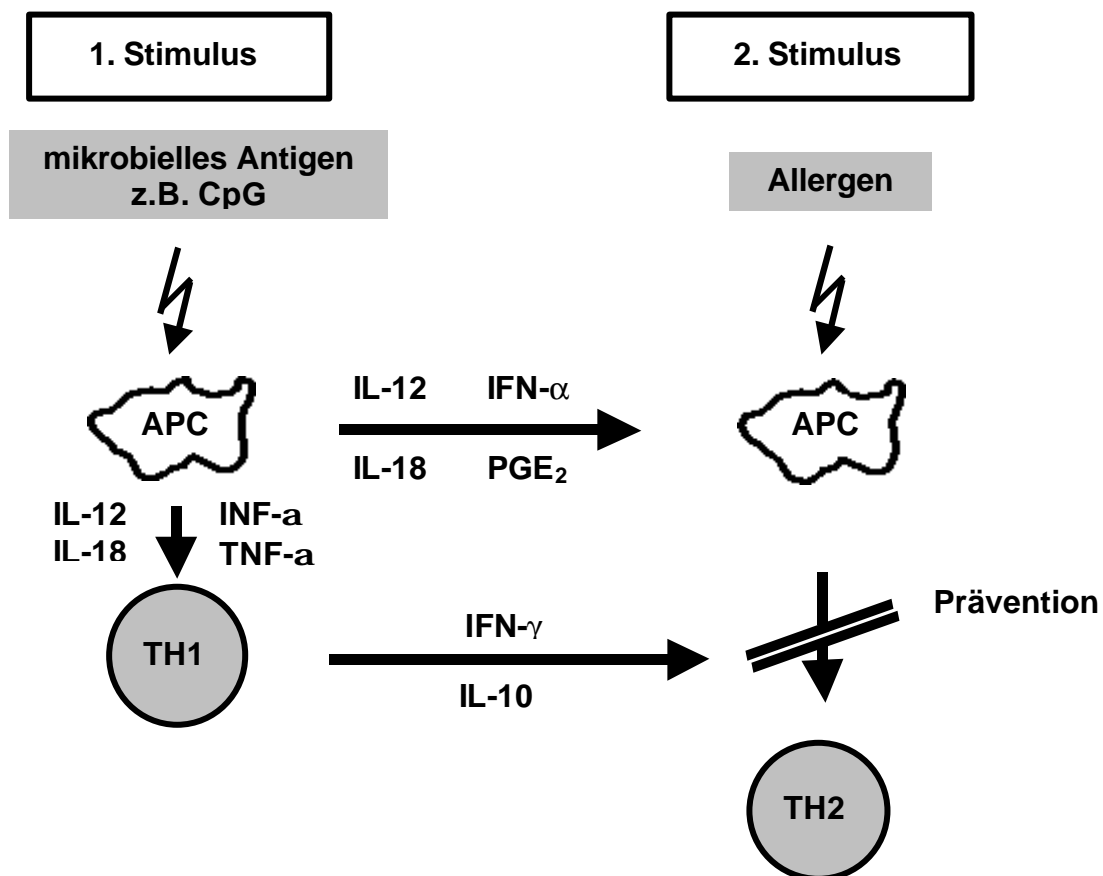 1. Stimulus
2. Stimulus
mikrobielles Antigen
z.B. CpG
Allergen
APC
IL-12 IFN-α
IL-18 PGE₂
APC
IL-12 INF-a
IL-18 TNF-a
TH1
IFN-γ
IL-10
Prävention
TH2